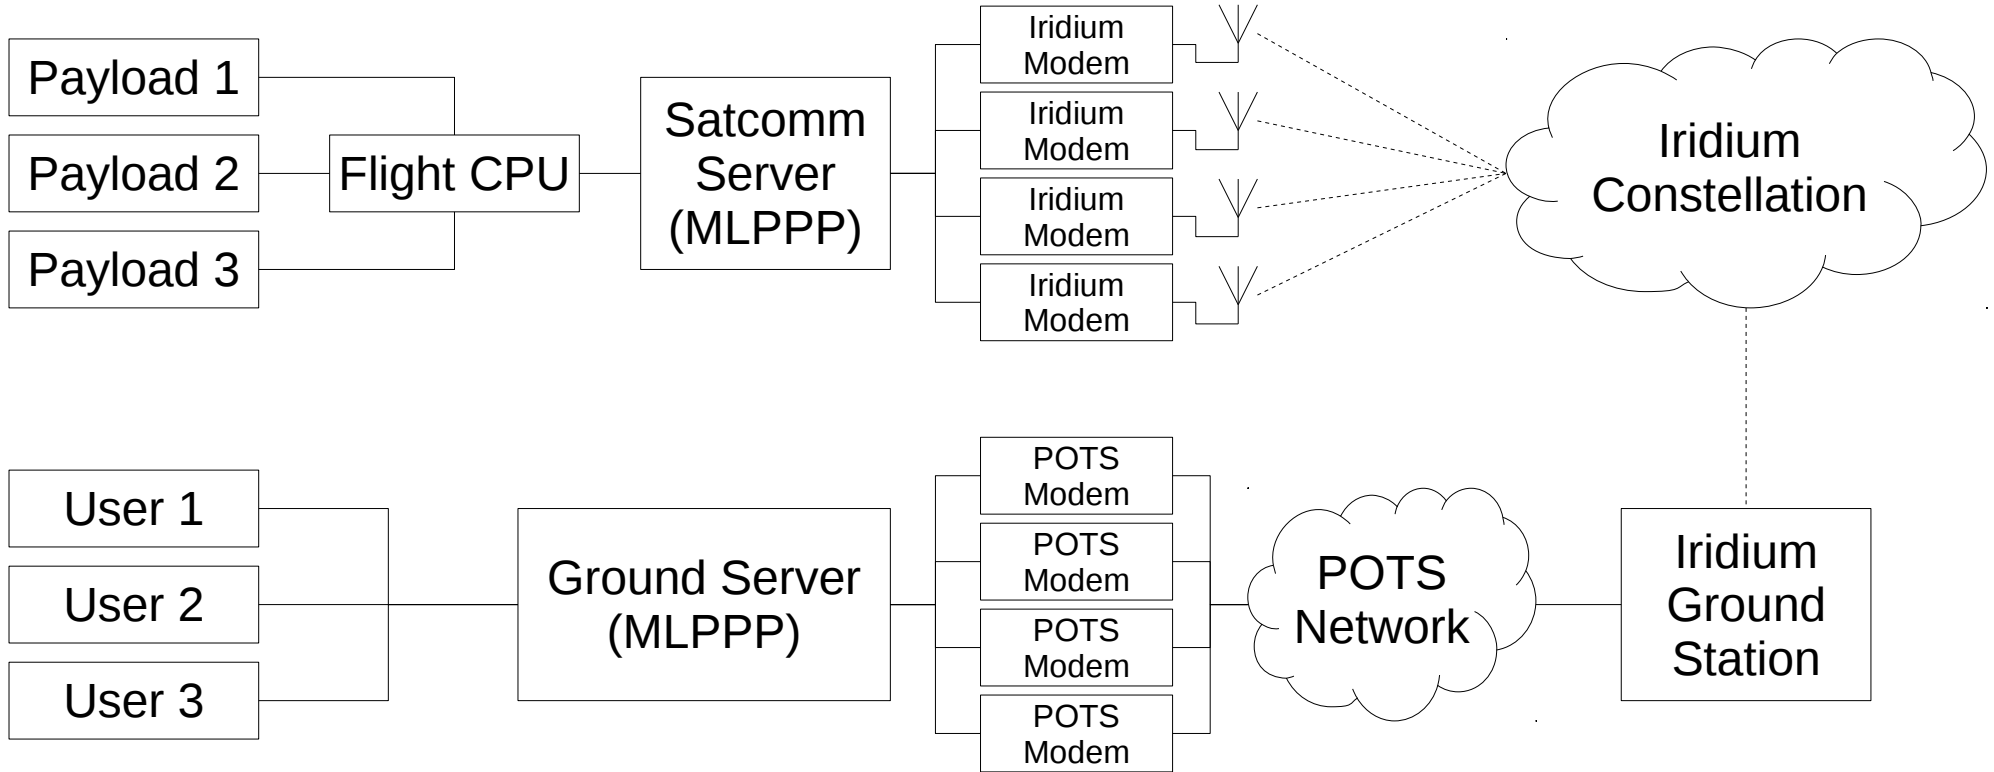 Payload 1
Payload 2
Payload 3
Flight CPU
Satcomm
Server
(MLPPP)
Iridium
Modem
Iridium
Modem
Iridium
Modem
Iridium
Modem
Iridium
Constellation
User 1
User 2
User 3
Ground Server
(MLPPP)
POTS
Modem
POTS
Modem
POTS
Modem
POTS
Modem
POTS
Network
Iridium
Ground
Station